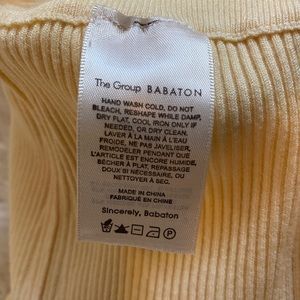 The Group BABATON
HAND WASH COLD, DO NOT
BLEACH, RESHAPE WHILE DAMP,
DRY FLAT, COOL IRON ONLY IF
NEEDED, OR DRY CLEAN.
LAVER À LA MAIN À L'EAU
FROIDE, NE PAS JAVELISER,
REMODELER PENDANT QUE
L'ARTICLE EST ENCORE HUMIDE,
SÉCHER À PLAT, REPASSAGE
DOUX SI NÉCESSAIRE, OU
NETTOYER À SEC.
MADE IN CHINA
FABRIQUÉ EN CHINE
Sincerely, Babaton
P